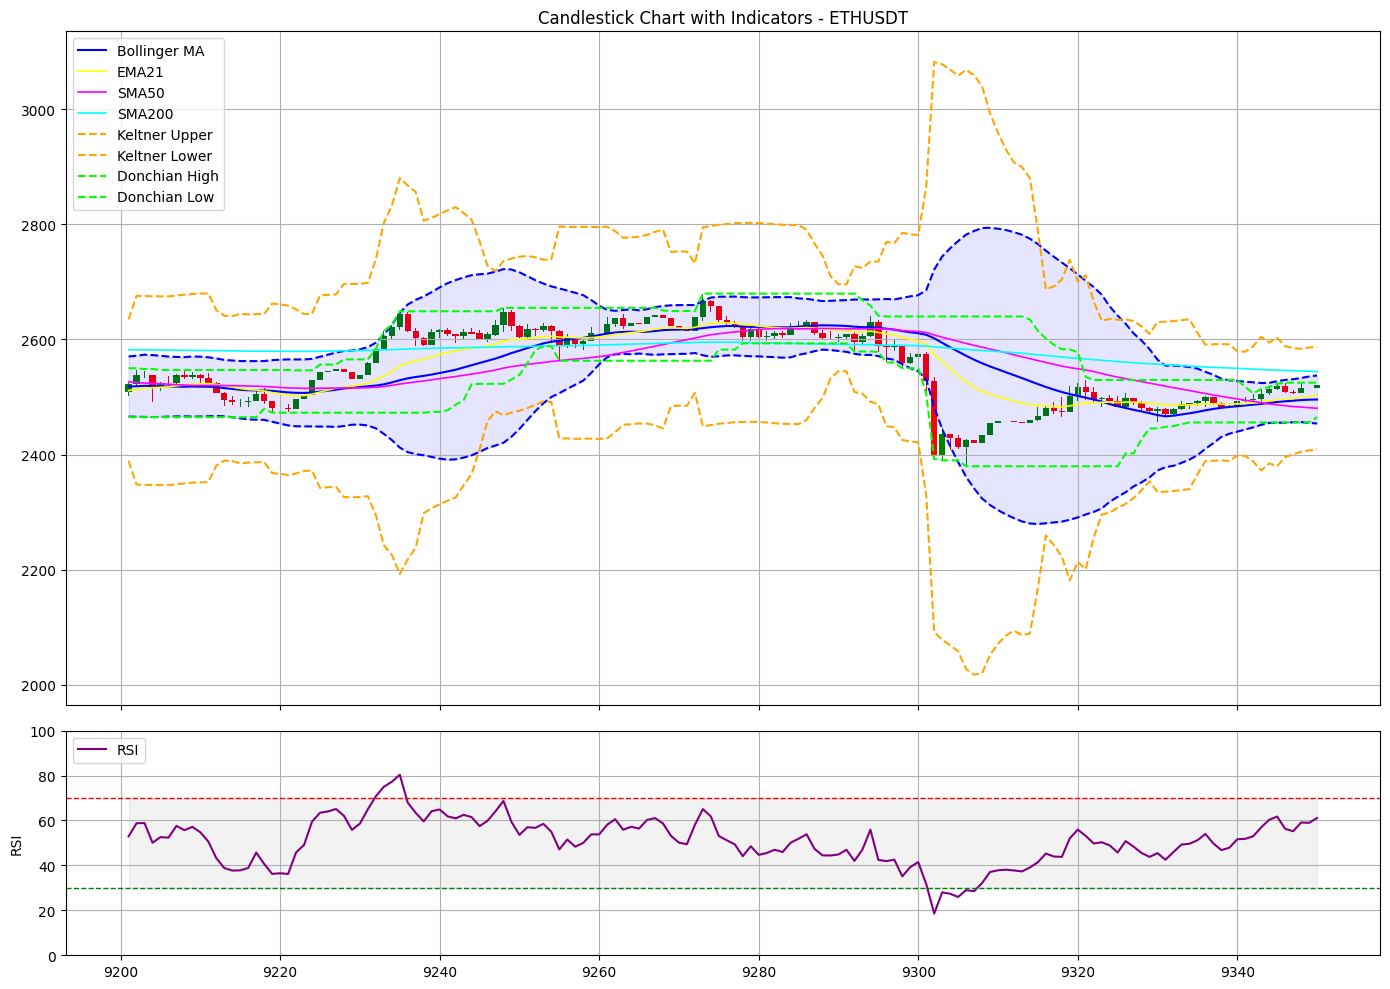 Candlestick Chart with Indicators - ETHUSDT
Bollinger MA
EMA21
SMA50
SMA200
Keltner Upper
Keltner Lower
Donchian High
Donchian Low
3000
2800
2600
2400
2200
2000
RSI
100
80
60
40
20
0
RSI
9200 9220 9240 9260 9280 9300 9320 9340